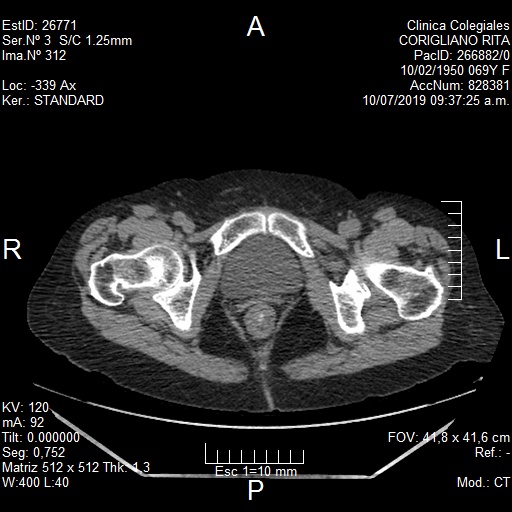 EstID: 26771
Ser.Nº 3 S/C 1.25mm
Ima.Nº 312
Loc: -339 Ax
Ker.: STANDARD
A
Clinica Colegiales
CORIGLIANO RITA
PacID: 266882/0
10/02/1950 069Y F
AccNum: 828381
10/07/2019 09:37:25 a.m.
R
L
KV: 120
mA: 92
Tilt: 0.000000
Seg: 0,752
Matriz 512 x 512 Thk: 1.3
W:400 L:40
Esc 1=10 mm
P
FOV: 41,8 x 41,6 cm
Ref.: -
Mod.: CT